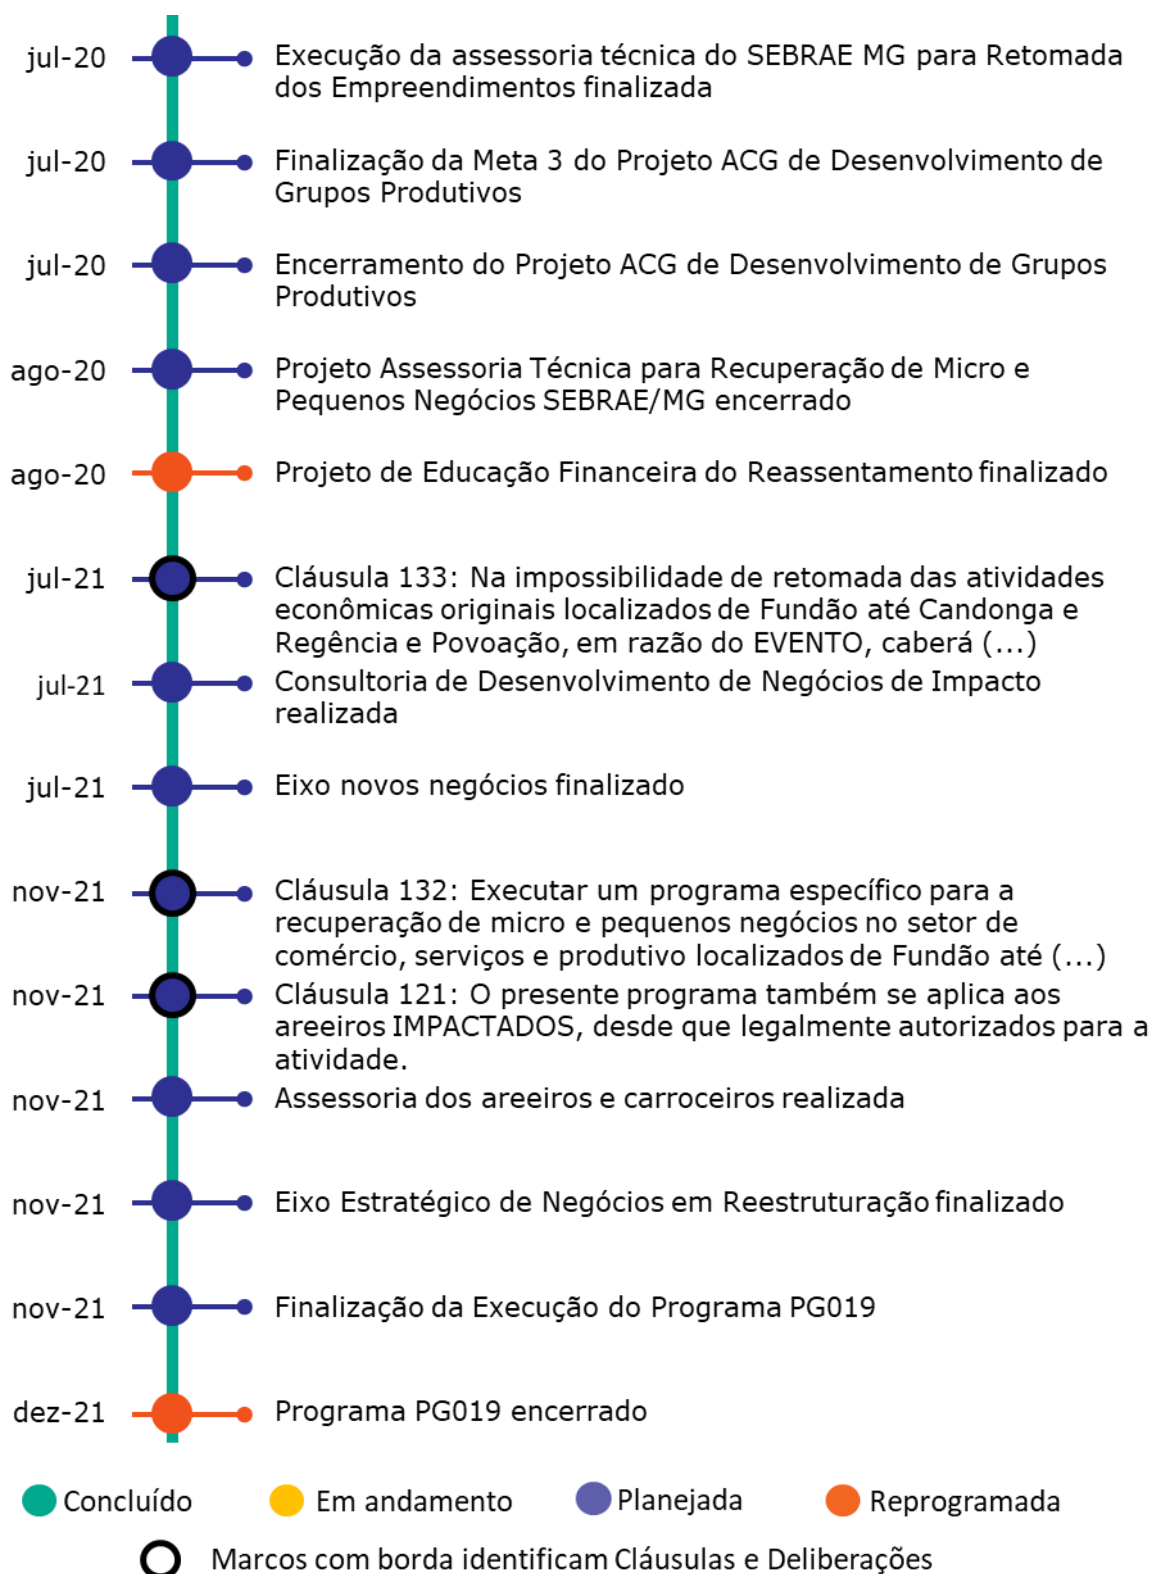 jul-20
Execução da assessoria técnica do SEBRAE MG para Retomada
dos Empreendimentos finalizada
jul-20
Finalização da Meta 3 do Projeto ACG de Desenvolvimento de
Grupos Produtivos
jul-20
Encerramento do Projeto ACG de Desenvolvimento de Grupos
Produtivos
ago-20
Projeto Assessoria Técnica para Recuperação de Micro e
Pequenos Negócios SEBRAE/MG encerrado
ago-20
Projeto de Educação Financeira do Reassentamento finalizado
jul-21
Cláusula 133: Na impossibilidade de retomada das atividades
econômicas originais localizados de Fundão até Candonga e
Regência e Povoação, em razão do EVENTO, caberá (...)
jul-21
Consultoria de Desenvolvimento de Negócios de Impacto
realizada
jul-21
Eixo novos negócios finalizado
nov-21
Cláusula 132: Executar um programa específico para a
recuperação de micro e pequenos negócios no setor de
comércio, serviços e produtivo localizados de Fundão até (...)
nov-21
Cláusula 121: O presente programa também se aplica aos
areeiros IMPACTADOS, desde que legalmente autorizados para a
atividade.
nov-21
Assessoria dos areeiros e carroceiros realizada
nov-21
Eixo Estratégico de Negócios em Reestruturação finalizado
nov-21
Finalização da Execução do Programa PG019
dez-21
Programa PG019 encerrado
Concluído
Em andamento
Planejada
Reprogramada
Marcos com borda identificam Cláusulas e Deliberações